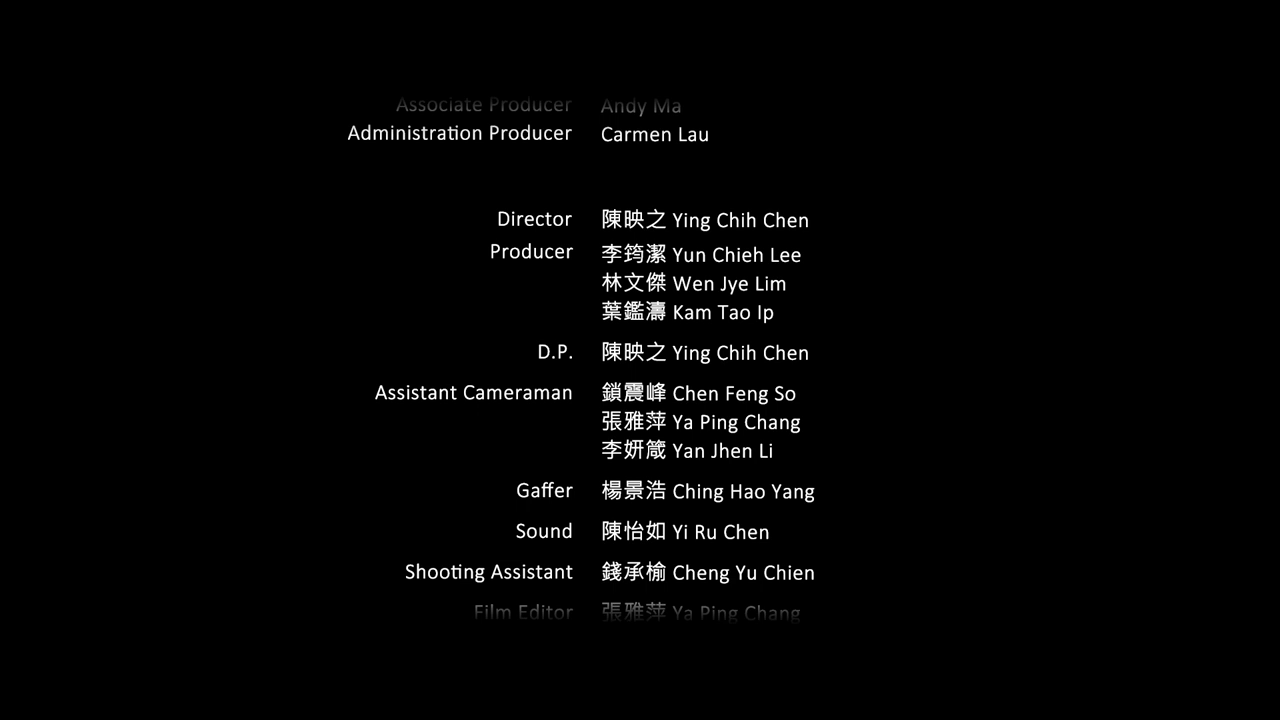 Associate Producer Andy Ma
Administration Producer Carmen Lau
Director 陳映之 Ying Chih Chen
Producer 李筠潔 Yun Chieh Lee
林文傑 Wen Jye Lim
葉鑑濤 Kam Tao Ip
D.P. 陳映之 Ying Chih Chen
Assistant Cameraman 鎖震峰 Chen Feng So
張雅萍 Ya Ping Chang
李妍箴 Yan Jhen Li
Gaffer 楊景浩 Ching Hao Yang
Sound 陳怡如 Yi Ru Chen
Shooting Assistant 錢承榆 Cheng Yu Chien
Film Editor 張雅萍 Ya Ping Chang